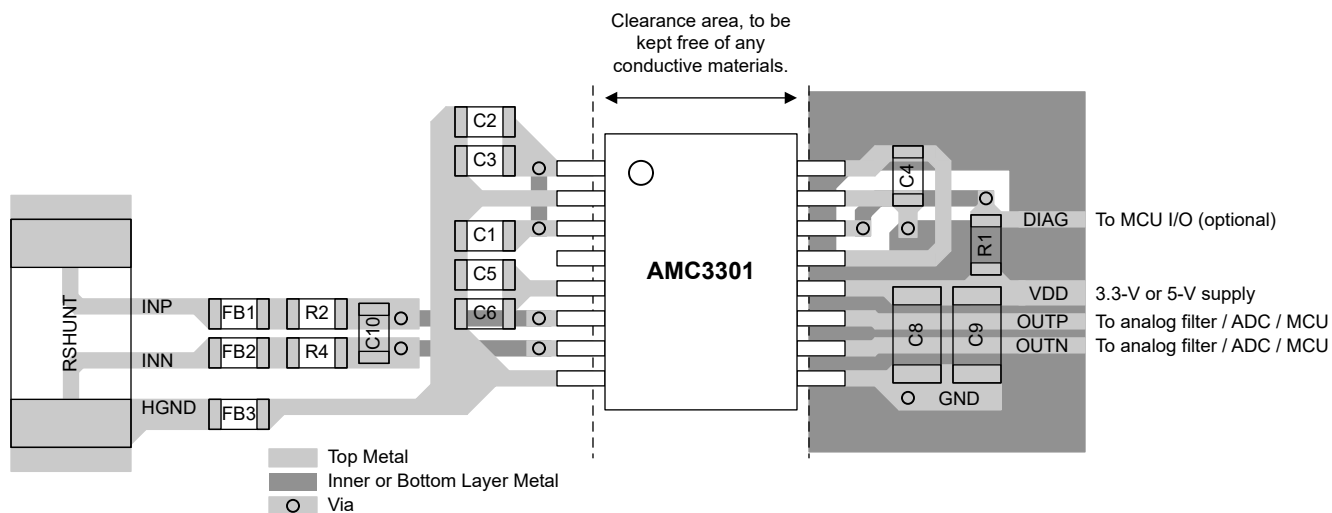 Clearance area, to be
kept free of any
conductive materials.
C2
C3
C4
C1
DIAG To MCU I/O (optional)
R1
AMC3301
C5
RSHUNT
INP
FB1
R2
C10
C6
VDD 3.3-V or 5-V supply
C8
C9
OUTP To analog filter / ADC / MCU
INN
FB2
R4
OUTN To analog filter / ADC / MCU
HGND
FB3
GND
Top Metal
Inner or Bottom Layer Metal
Via